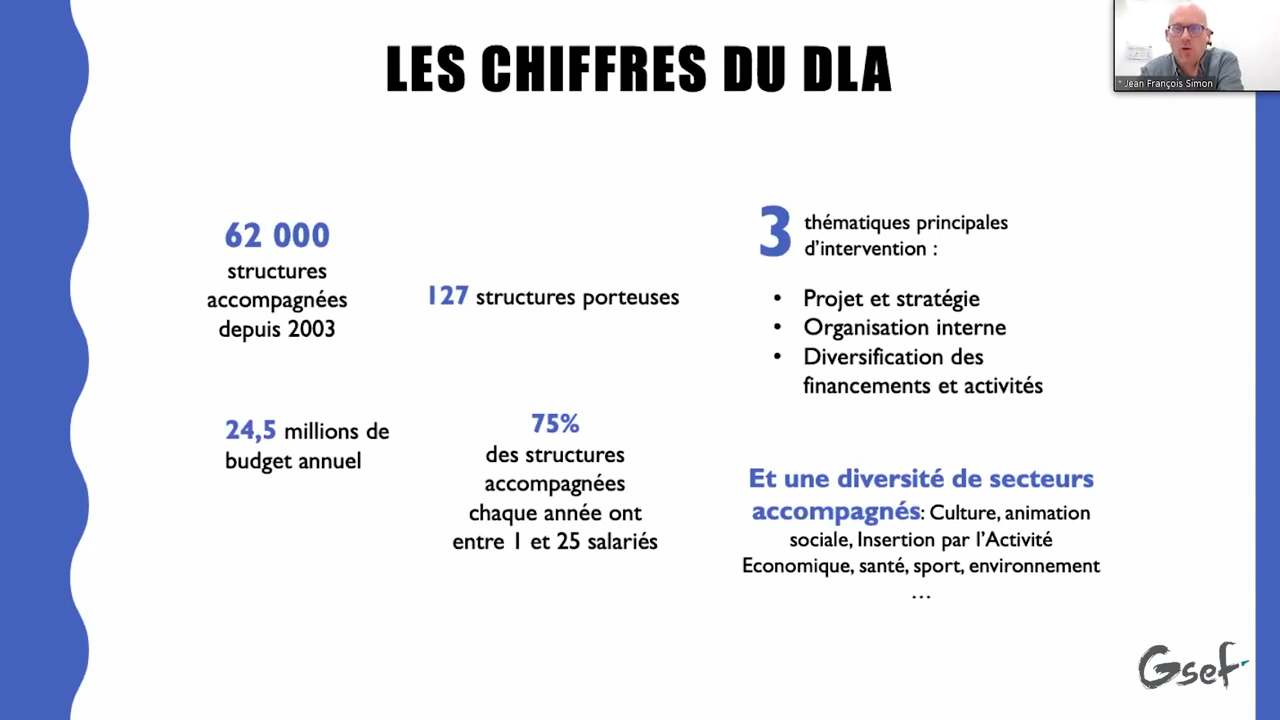 LES CHIFFRES DU DLA
* Jean François Simon
62 000
structures
accompagnées
depuis 2003
127 structures porteuses
3 thématiques principales
d'intervention :
• Projet et stratégie
• Organisation interne
• Diversification des
financements et activités
24,5 millions de
budget annuel
75%
des structures
accompagnées
chaque année ont
entre 1 et 25 salariés
Et une diversité de secteurs
accompagnés: Culture, animation
sociale, Insertion par l'Activité
Economique, santé, sport, environnement
…
Gsef